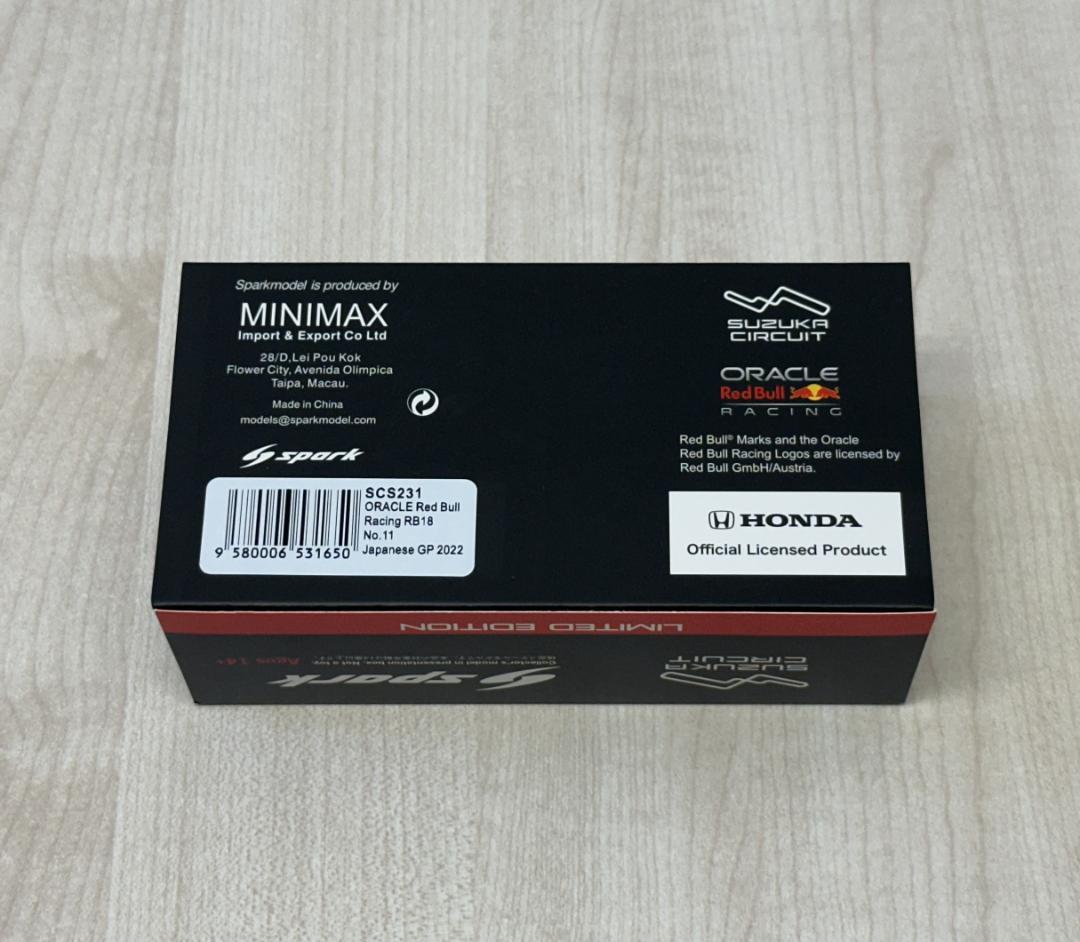 Sparkmodel is produced by
MINIMAX
Import & Export Co Ltd
28/D,Lei Pou Kok
Flower City, Avenida Olimpica
Taipa, Macau.
Made in China
models@sparkmodel.com
spark
SCS231
ORACLE Red Bull
Racing RB18
No.11
Japanese GP 2022
9 580006 531650
SUZUKA
CIRCUIT
ORACLE
Red Bull
RACING
Red Bull® Marks and the Oracle
Red Bull Racing Logos are licensed by
Red Bull GmbH/Austria.
HONDA
Official Licensed Product
LIMITED EDITION
SUZUKA
CIRCUIT
spark
Collector's model in presentation box. Not a toy.
Ages 14+